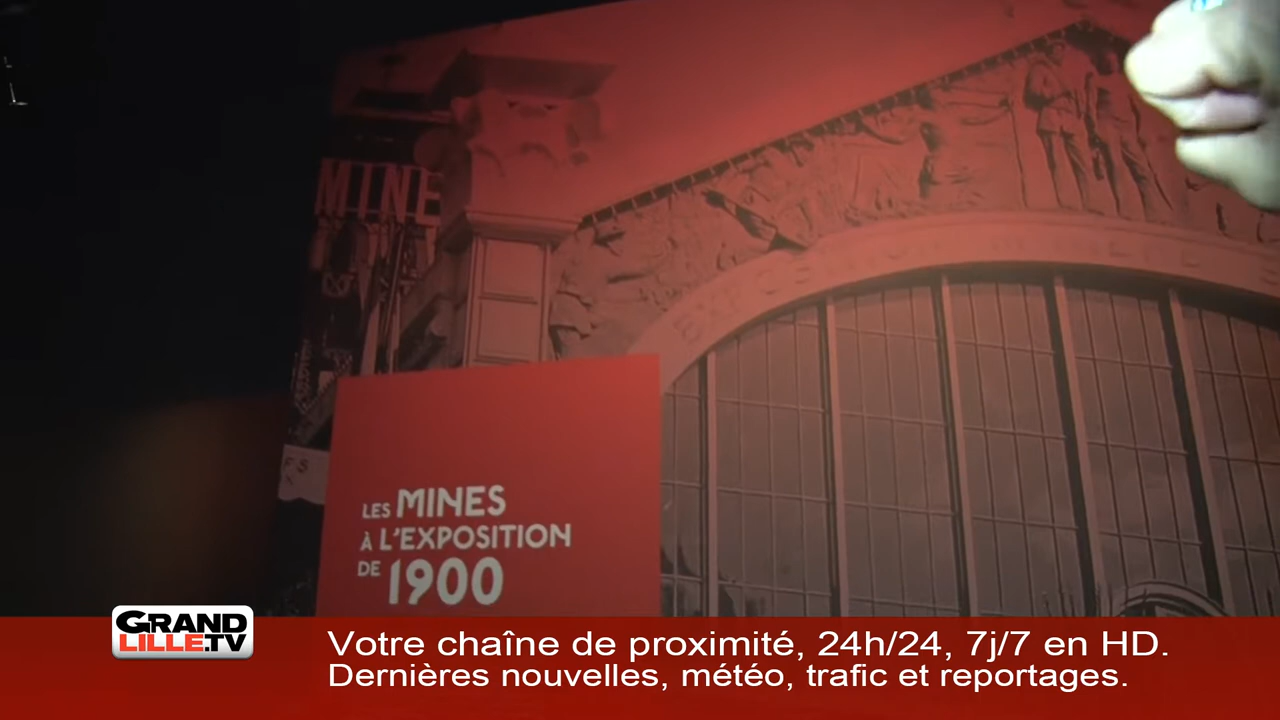 MINE
LES MINES
À L'EXPOSITION
DE 1900
GRAND
LILLE.TV
Votre chaîne de proximité, 24h/24, 7j/7 en HD.
Dernières nouvelles, météo, trafic et reportages.